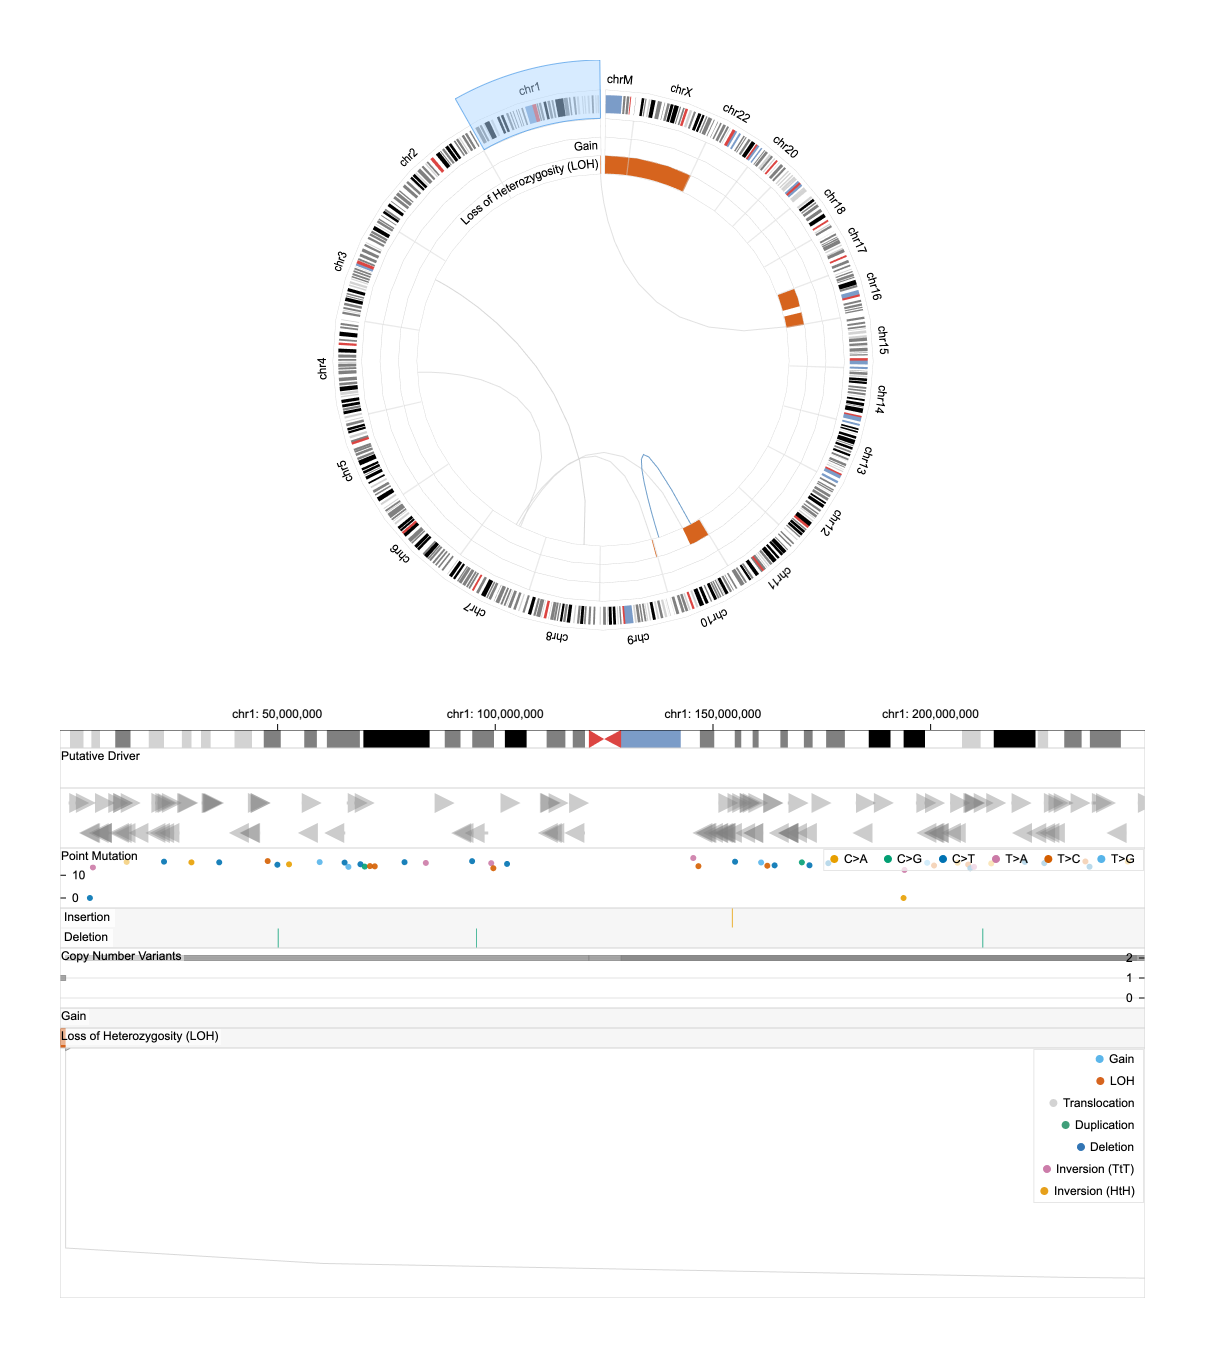 chrM
chrX
chr22
chr20
chr18
chr17
chr16
chr15
chr14
chr13
chr12
chr11
chr10
chr9
chr8
chr7
chr6
chr5
chr4
chr3
chr2
chr1
Gain
Loss of Heterozygosity (LOH)
chr1: 50,000,000 chr1: 100,000,000 chr1: 150,000,000 chr1: 200,000,000
Putative Driver
Point Mutation
C>A C>G C>T T>A T>C T>G
10
0
Insertion
Deletion
Copy Number Variants
2
1
0
Gain
Loss of Heterozygosity (LOH)
Gain
LOH
Translocation
Duplication
Deletion
Inversion (TtT)
Inversion (HtH)